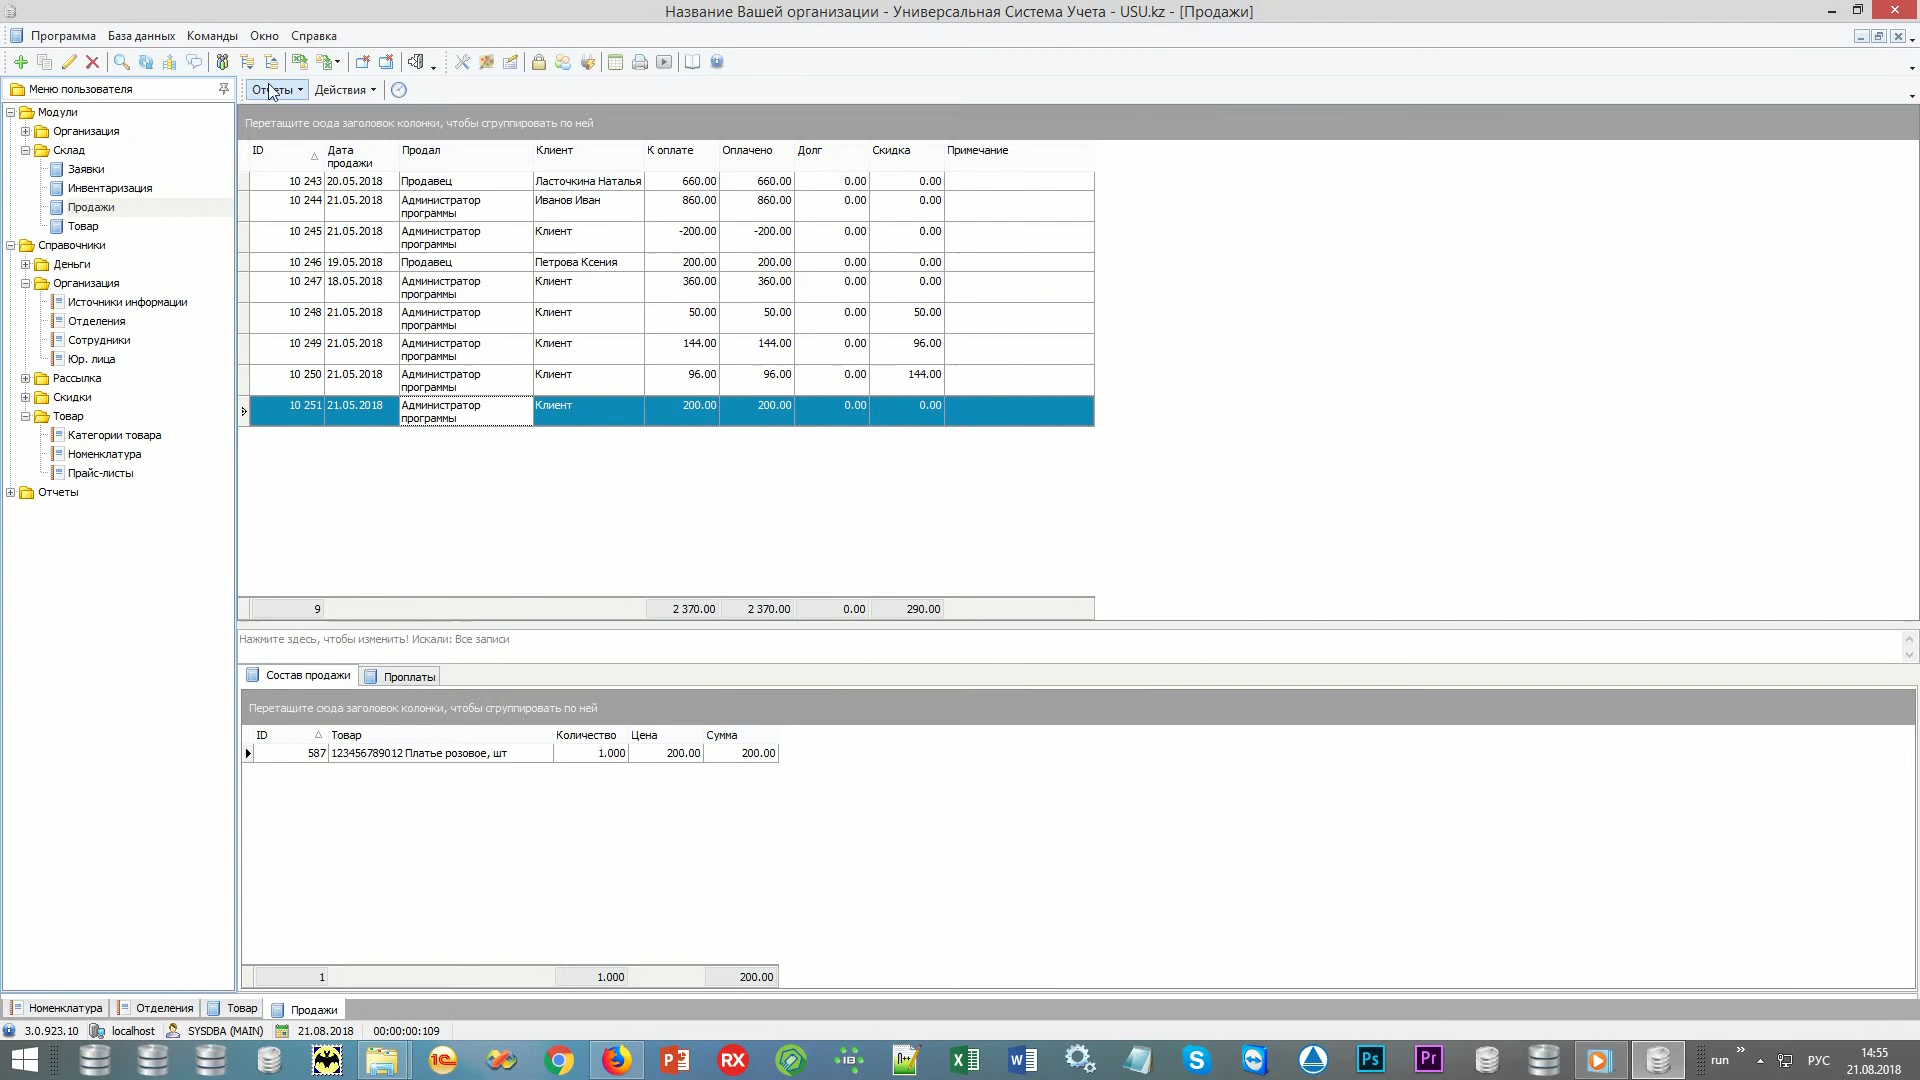 Название Вашей организации - Универсальная Система Учета - USU.kz - [Продажи]
Программа База данных Команды Окно Справка
Меню пользователя
Отчеты Действия
Модули
Организация
Склад
Заявки
Инвентаризация
Продажи
Товар
Справочники
Деньги
Организация
Источники информации
Отделения
Сотрудники
Юр. лица
Рассылка
Скидки
Товар
Категории товара
Номенклатура
Прайс-листы
Отчеты
Перетащите сюда заголовок колонки, чтобы сгруппировать по ней
ID Дата продажи Продал Клиент К оплате Оплачено Долг Скидка Примечание
10 243 20.05.2018 Продавец Ласточкина Наталья 660.00 660.00 0.00 0.00
10 244 21.05.2018 Администратор программы Иванов Иван 860.00 860.00 0.00 0.00
10 245 21.05.2018 Администратор программы Клиент -200.00 -200.00 0.00 0.00
10 246 19.05.2018 Продавец Петрова Ксения 200.00 200.00 0.00 0.00
10 247 18.05.2018 Администратор программы Клиент 360.00 360.00 0.00 0.00
10 248 21.05.2018 Администратор программы Клиент 50.00 50.00 0.00 50.00
10 249 21.05.2018 Администратор программы Клиент 144.00 144.00 0.00 96.00
10 250 21.05.2018 Администратор программы Клиент 96.00 96.00 0.00 144.00
10 251 21.05.2018 Администратор программы Клиент 200.00 200.00 0.00 0.00
9 2 370.00 2 370.00 0.00 290.00
Нажмите здесь, чтобы изменить! Искали: Все записи
Состав продажи Проплаты
Перетащите сюда заголовок колонки, чтобы сгруппировать по ней
ID Товар Количество Цена Сумма
587 123456789012 Платье розовое, шт 1.000 200.00 200.00
1 1.000 200.00
Номенклатура Отделения Товар Продажи
3.0.923.10 localhost SYSDBA (MAIN) 21.08.2018 00:00:00:109
run РУС 14:55
21.08.2018